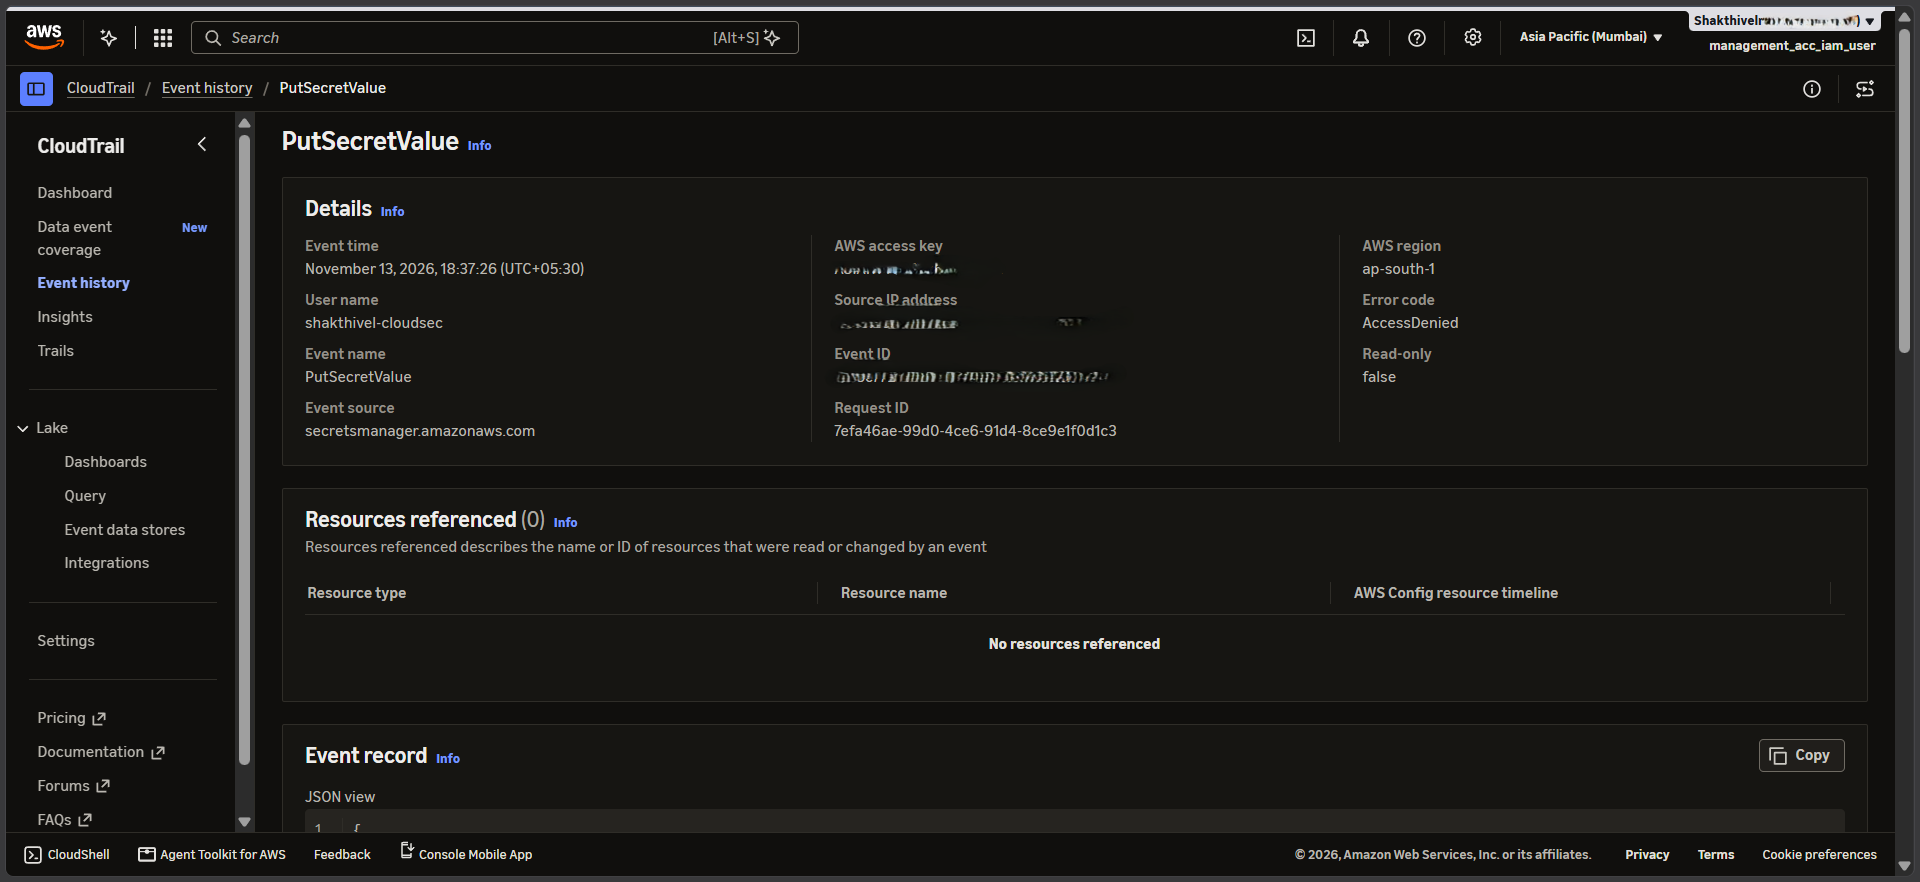 aws
Search [Alt+S]
Asia Pacific (Mumbai)
management_acc_iam_user
CloudTrail / Event history / PutSecretValue
CloudTrail
Dashboard
Data event coverage New
Event history
Insights
Trails
Lake
Dashboards
Query
Event data stores
Integrations
Settings
Pricing
Documentation
Forums
FAQs
PutSecretValue Info
Details Info
Event time
November 13, 2026, 18:37:26 (UTC+05:30)
User name
shakthivel-cloudsec
Event name
PutSecretValue
Event source
secretsmanager.amazonaws.com
AWS access key
Source IP address
Event ID
Request ID
7efa46ae-99d0-4ce6-91d4-8ce9e1f0d1c3
AWS region
ap-south-1
Error code
AccessDenied
Read-only
false
Resources referenced (0) Info
Resources referenced describes the name or ID of resources that were read or changed by an event
Resource type Resource name AWS Config resource timeline
No resources referenced
Event record Info
Copy
JSON view
1 {
CloudShell Agent Toolkit for AWS Feedback Console Mobile App
© 2026, Amazon Web Services, Inc. or its affiliates. Privacy Terms Cookie preferences